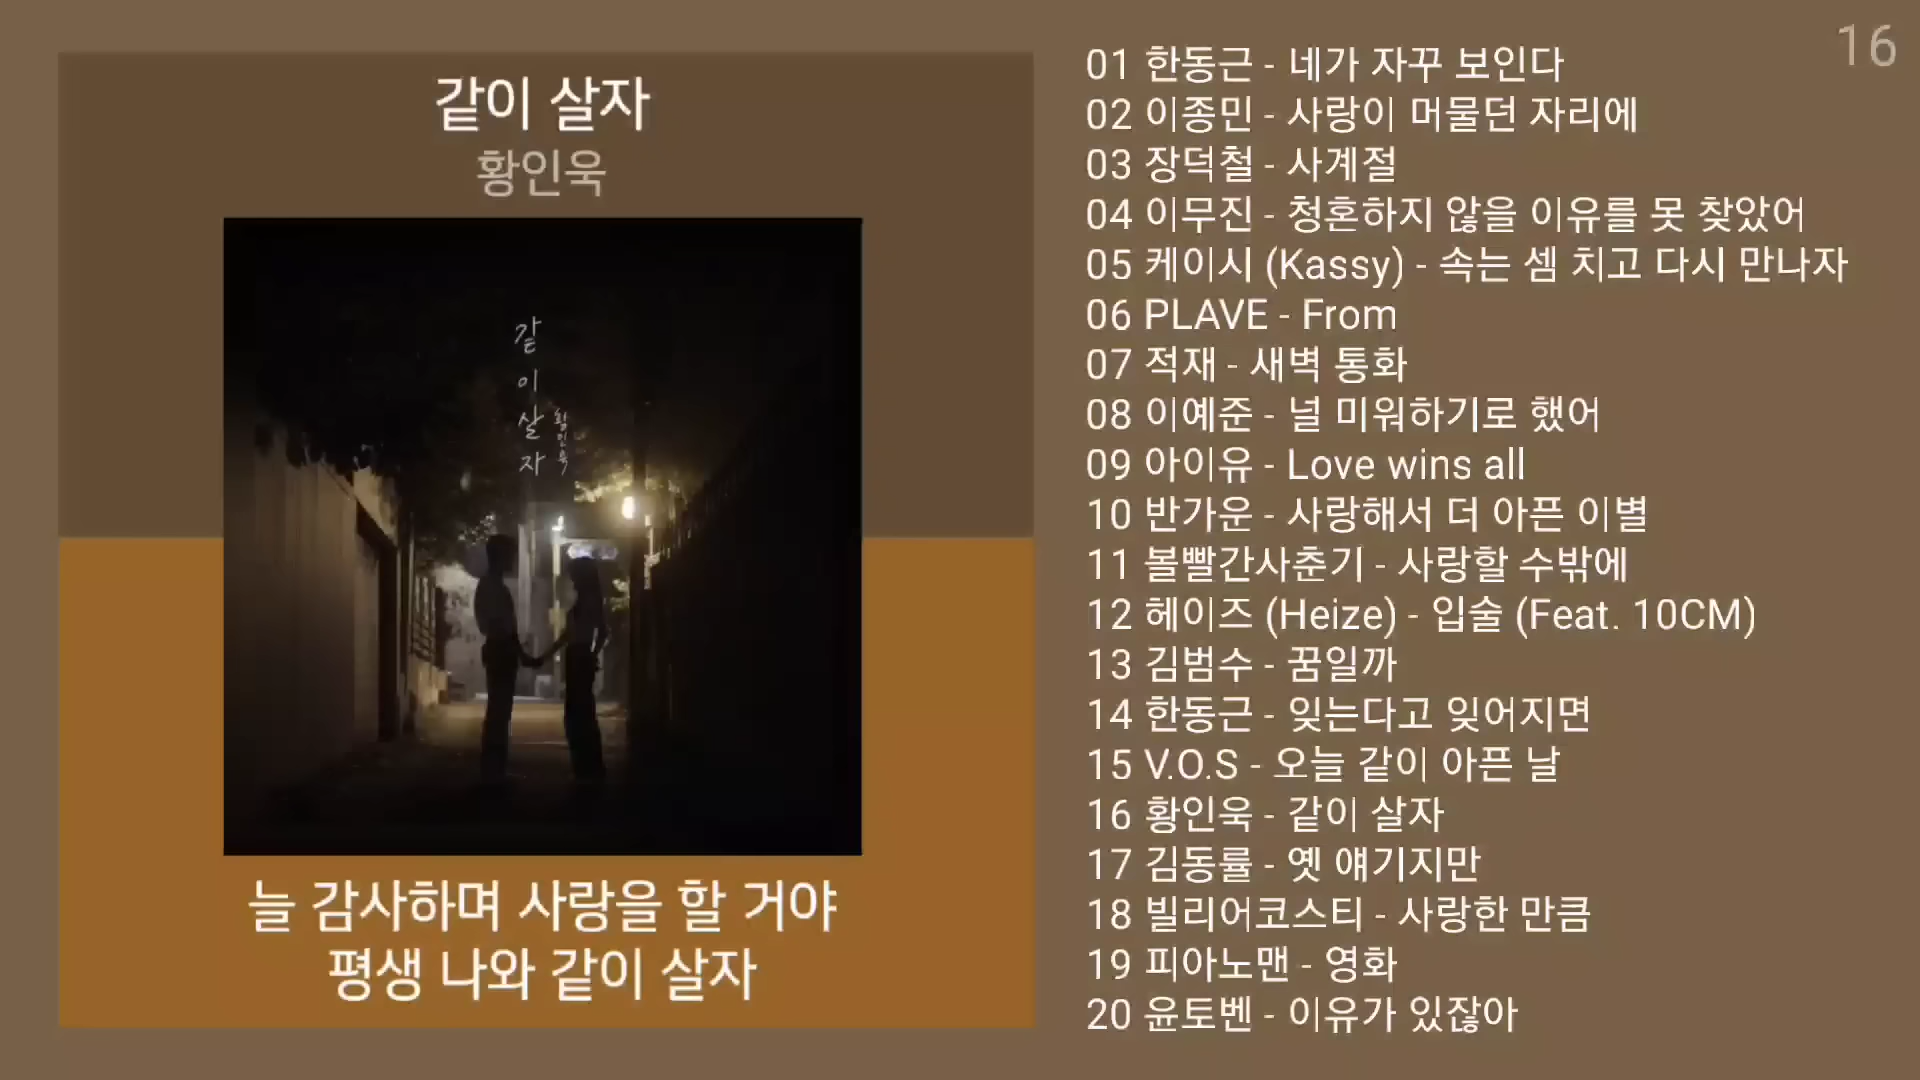 같이 살자
황인욱
같이살자
황인욱
늘 감사하며 사랑을 할 거야
평생 나와 같이 살자
16
01 한동근 - 네가 자꾸 보인다
02 이종민 - 사랑이 머물던 자리에
03 장덕철 - 사계절
04 이무진 - 청혼하지 않을 이유를 못 찾았어
05 케이시 (Kassy) - 속는 셈 치고 다시 만나자
06 PLAVE - From
07 적재 - 새벽 통화
08 이예준 - 널 미워하기로 했어
09 아이유 - Love wins all
10 반가운 - 사랑해서 더 아픈 이별
11 볼빨간사춘기 - 사랑할 수밖에
12 헤이즈 (Heize) - 입술 (Feat. 10CM)
13 김범수 - 꿈일까
14 한동근 - 잊는다고 잊어지면
15 V.O.S - 오늘 같이 아픈 날
16 황인욱 - 같이 살자
17 김동률 - 옛 얘기지만
18 빌리어코스티 - 사랑한 만큼
19 피아노맨 - 영화
20 윤토벤 - 이유가 있잖아